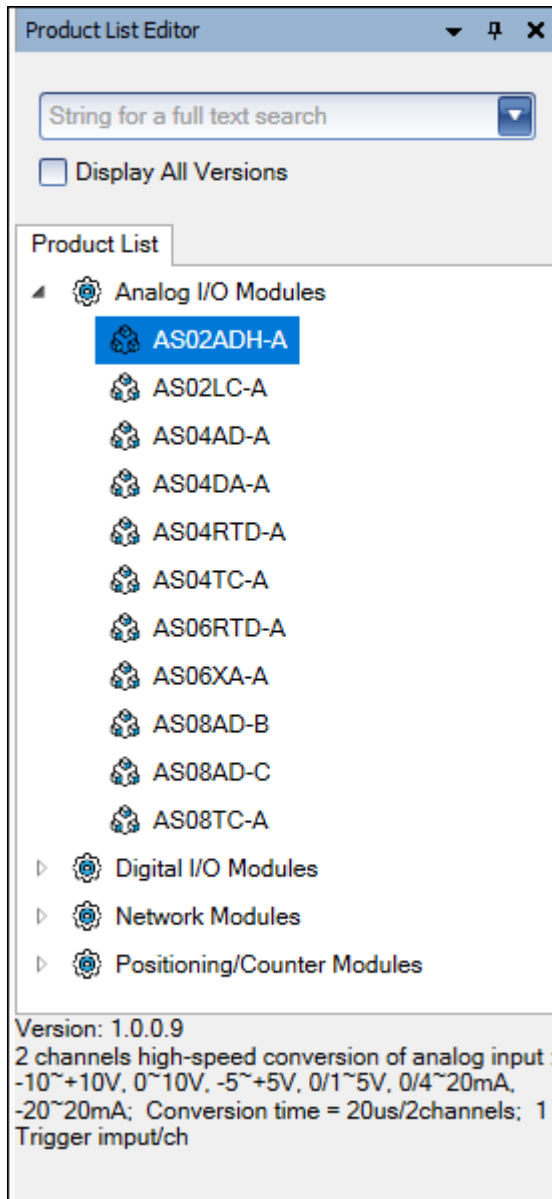 Product List Editor
String for a full text search
Display All Versions
Product List
Analog I/O Modules
AS02ADH-A
AS02LC-A
AS04AD-A
AS04DA-A
AS04RTD-A
AS04TC-A
AS06RTD-A
AS06XA-A
AS08AD-B
AS08AD-C
AS08TC-A
Digital I/O Modules
Network Modules
Positioning/Counter Modules
Version: 1.0.0.9
2 channels high-speed conversion of analog input :
-10~+10V, 0~10V, -5~+5V, 0/1~5V, 0/4~20mA,
-20~20mA;  Conversion time = 20us/2channels;  1
Trigger imput/ch